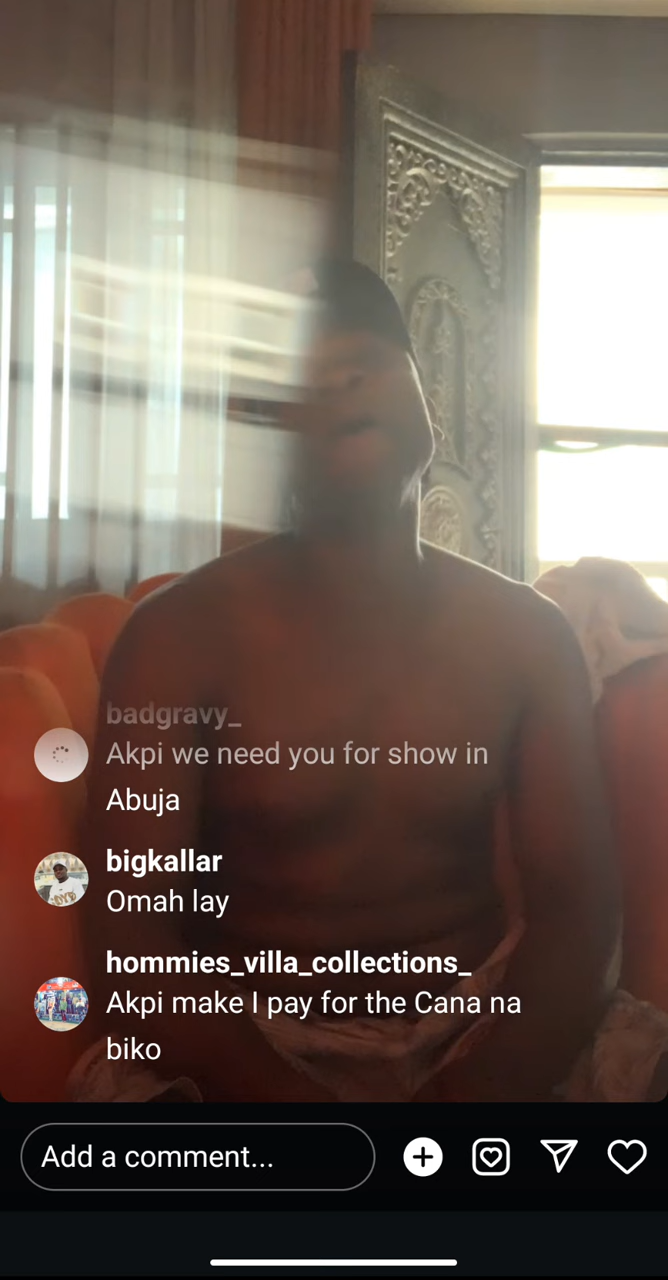 badgravy_
Akpi we need you for show in
Abuja
bigkallar
Omah lay
hommies_villa_collections_
Akpi make I pay for the Cana na
biko
Add a comment...